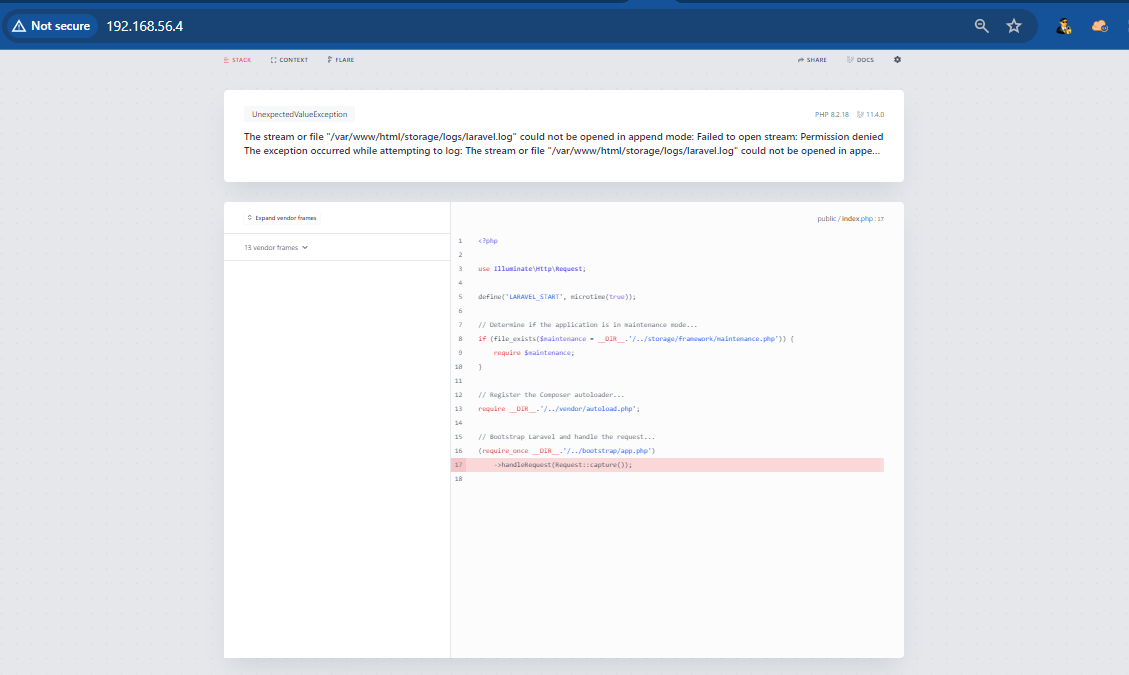 Not secure 192.168.56.4
STACK CONTEXT FLARE SHARE DOCS
UnexpectedValueException PHP 8.2.18 11.4.0
The stream or file "/var/www/html/storage/logs/laravel.log" could not be opened in append mode: Failed to open stream: Permission denied
The exception occurred while attempting to log: The stream or file "/var/www/html/storage/logs/laravel.log" could not be opened in appe...
Expand vendor frames
13 vendor frames
public / index.php : 17
1 <?php
2
3 use Illuminate\Http\Request;
4
5 define('LARAVEL_START', microtime(true));
6
7 // Determine if the application is in maintenance mode...
8 if (file_exists($maintenance = __DIR__.'/../storage/framework/maintenance.php')) {
9 require $maintenance;
10 }
11
12 // Register the Composer autoloader...
13 require __DIR__.'/../vendor/autoload.php';
14
15 // Bootstrap Laravel and handle the request...
16 (require_once __DIR__.'/../bootstrap/app.php')
17 ->handleRequest(Request::capture());
18